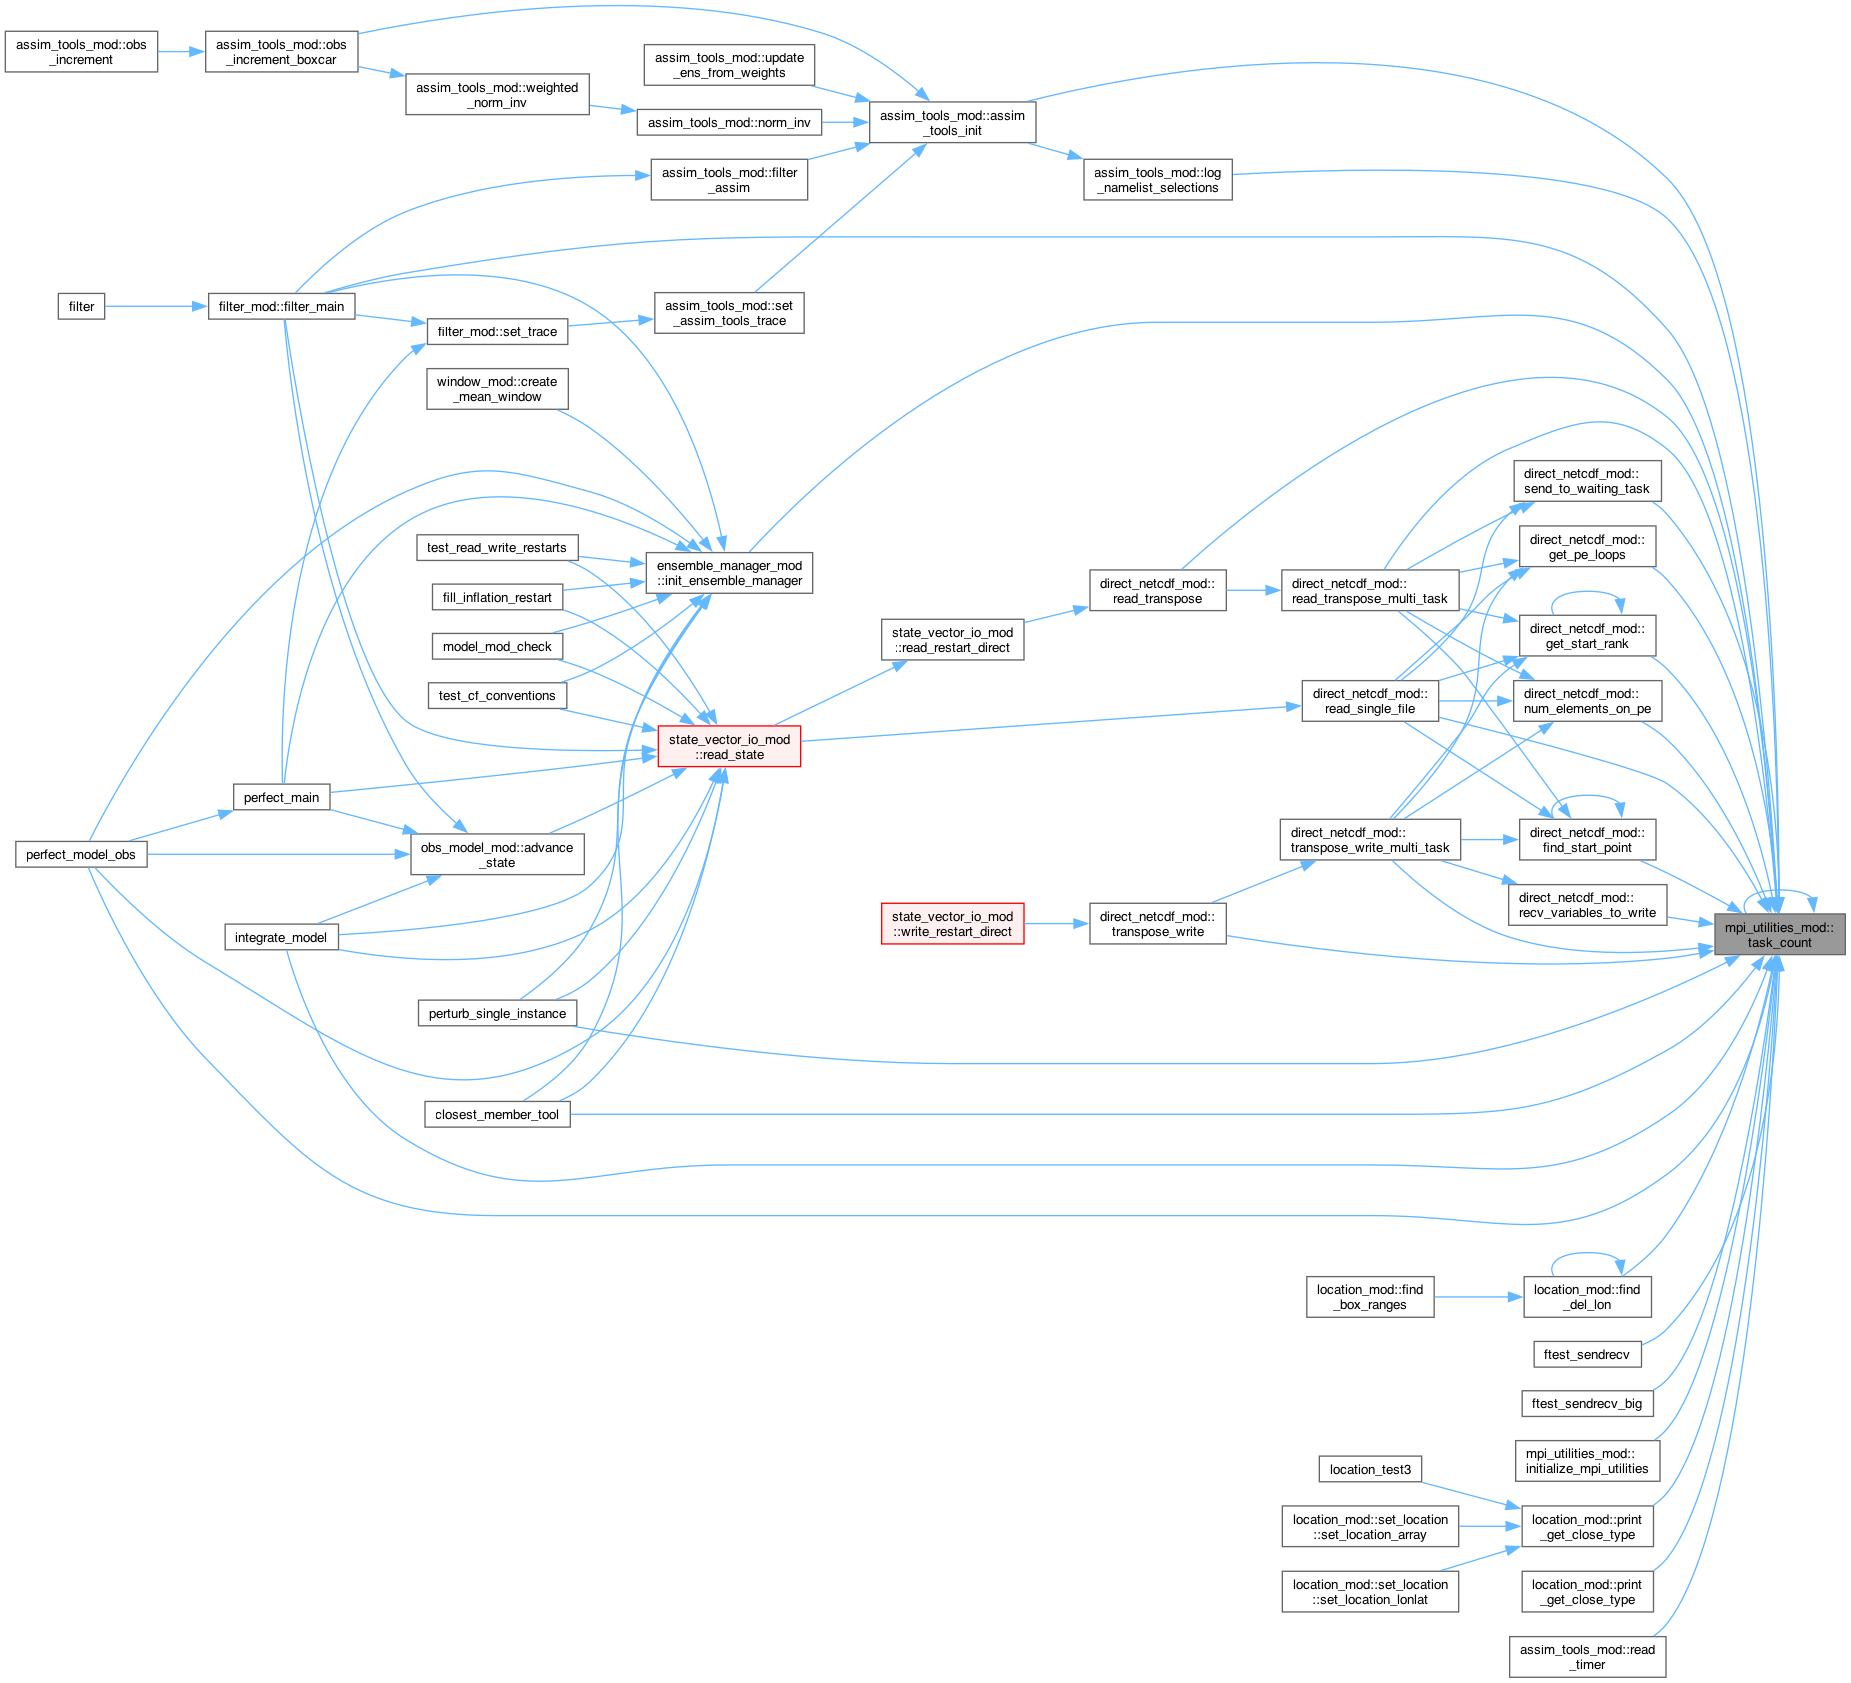 assim_tools_mod::obs
_increment
assim_tools_mod::obs
_increment_boxcar
assim_tools_mod::weighted
_norm_inv
assim_tools_mod::update
_ens_from_weights
assim_tools_mod::norm_inv
assim_tools_mod::filter
_assim
assim_tools_mod::assim
_tools_init
assim_tools_mod::log
_namelist_selections
filter
filter_mod::filter_main
filter_mod::set_trace
assim_tools_mod::set
_assim_tools_trace
window_mod::create
_mean_window
test_read_write_restarts
fill_inflation_restart
model_mod_check
test_cf_conventions
ensemble_manager_mod
::init_ensemble_manager
state_vector_io_mod
::read_state
state_vector_io_mod
::read_restart_direct
direct_netcdf_mod::
read_transpose
direct_netcdf_mod::
read_transpose_multi_task
direct_netcdf_mod::
read_single_file
direct_netcdf_mod::
send_to_waiting_task
direct_netcdf_mod::
get_pe_loops
direct_netcdf_mod::
get_start_rank
direct_netcdf_mod::
num_elements_on_pe
direct_netcdf_mod::
find_start_point
direct_netcdf_mod::
recv_variables_to_write
direct_netcdf_mod::
transpose_write_multi_task
direct_netcdf_mod::
transpose_write
state_vector_io_mod
::write_restart_direct
mpi_utilities_mod::
task_count
perfect_main
perfect_model_obs
obs_model_mod::advance
_state
integrate_model
perturb_single_instance
closest_member_tool
location_mod::find
_box_ranges
location_mod::find
_del_lon
ftest_sendrecv
ftest_sendrecv_big
mpi_utilities_mod::
initialize_mpi_utilities
location_test3
location_mod::set_location
::set_location_array
location_mod::set_location
::set_location_lonlat
location_mod::print
_get_close_type
location_mod::print
_get_close_type
assim_tools_mod::read
_timer